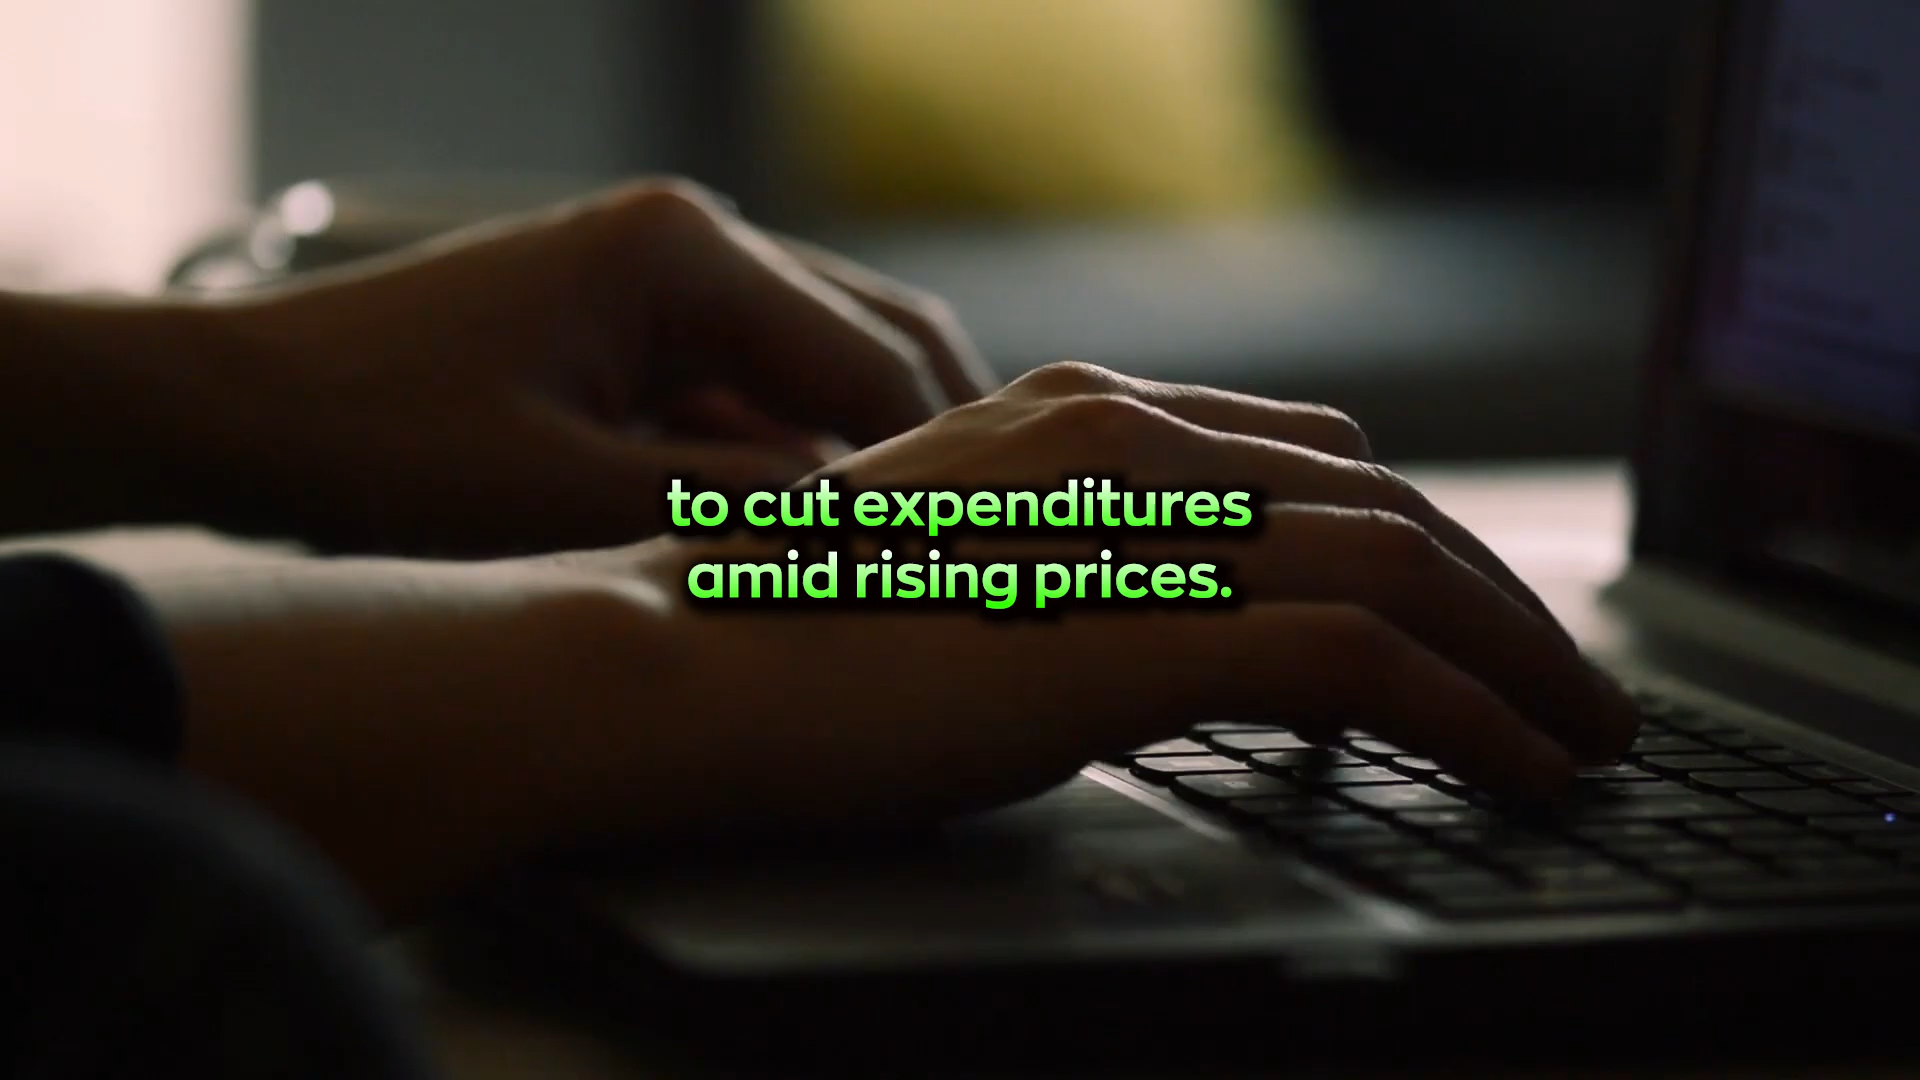 to cut expenditures
amid rising prices.